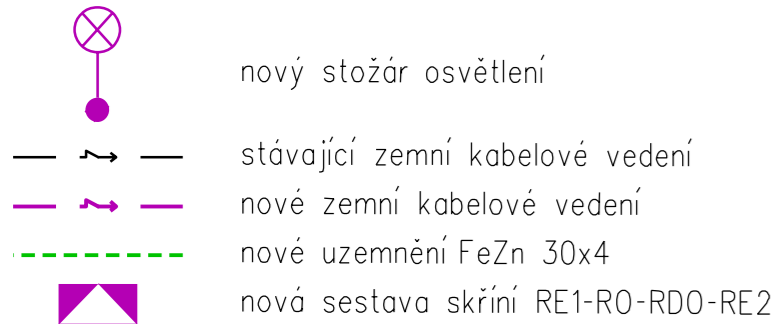 nový stožár osvětlení
stávající zemní kabelové vedení
nové zemní kabelové vedení
nové uzemnění FeZn 30x4
nová sestava skříní RE1-RO-RDO-RE2